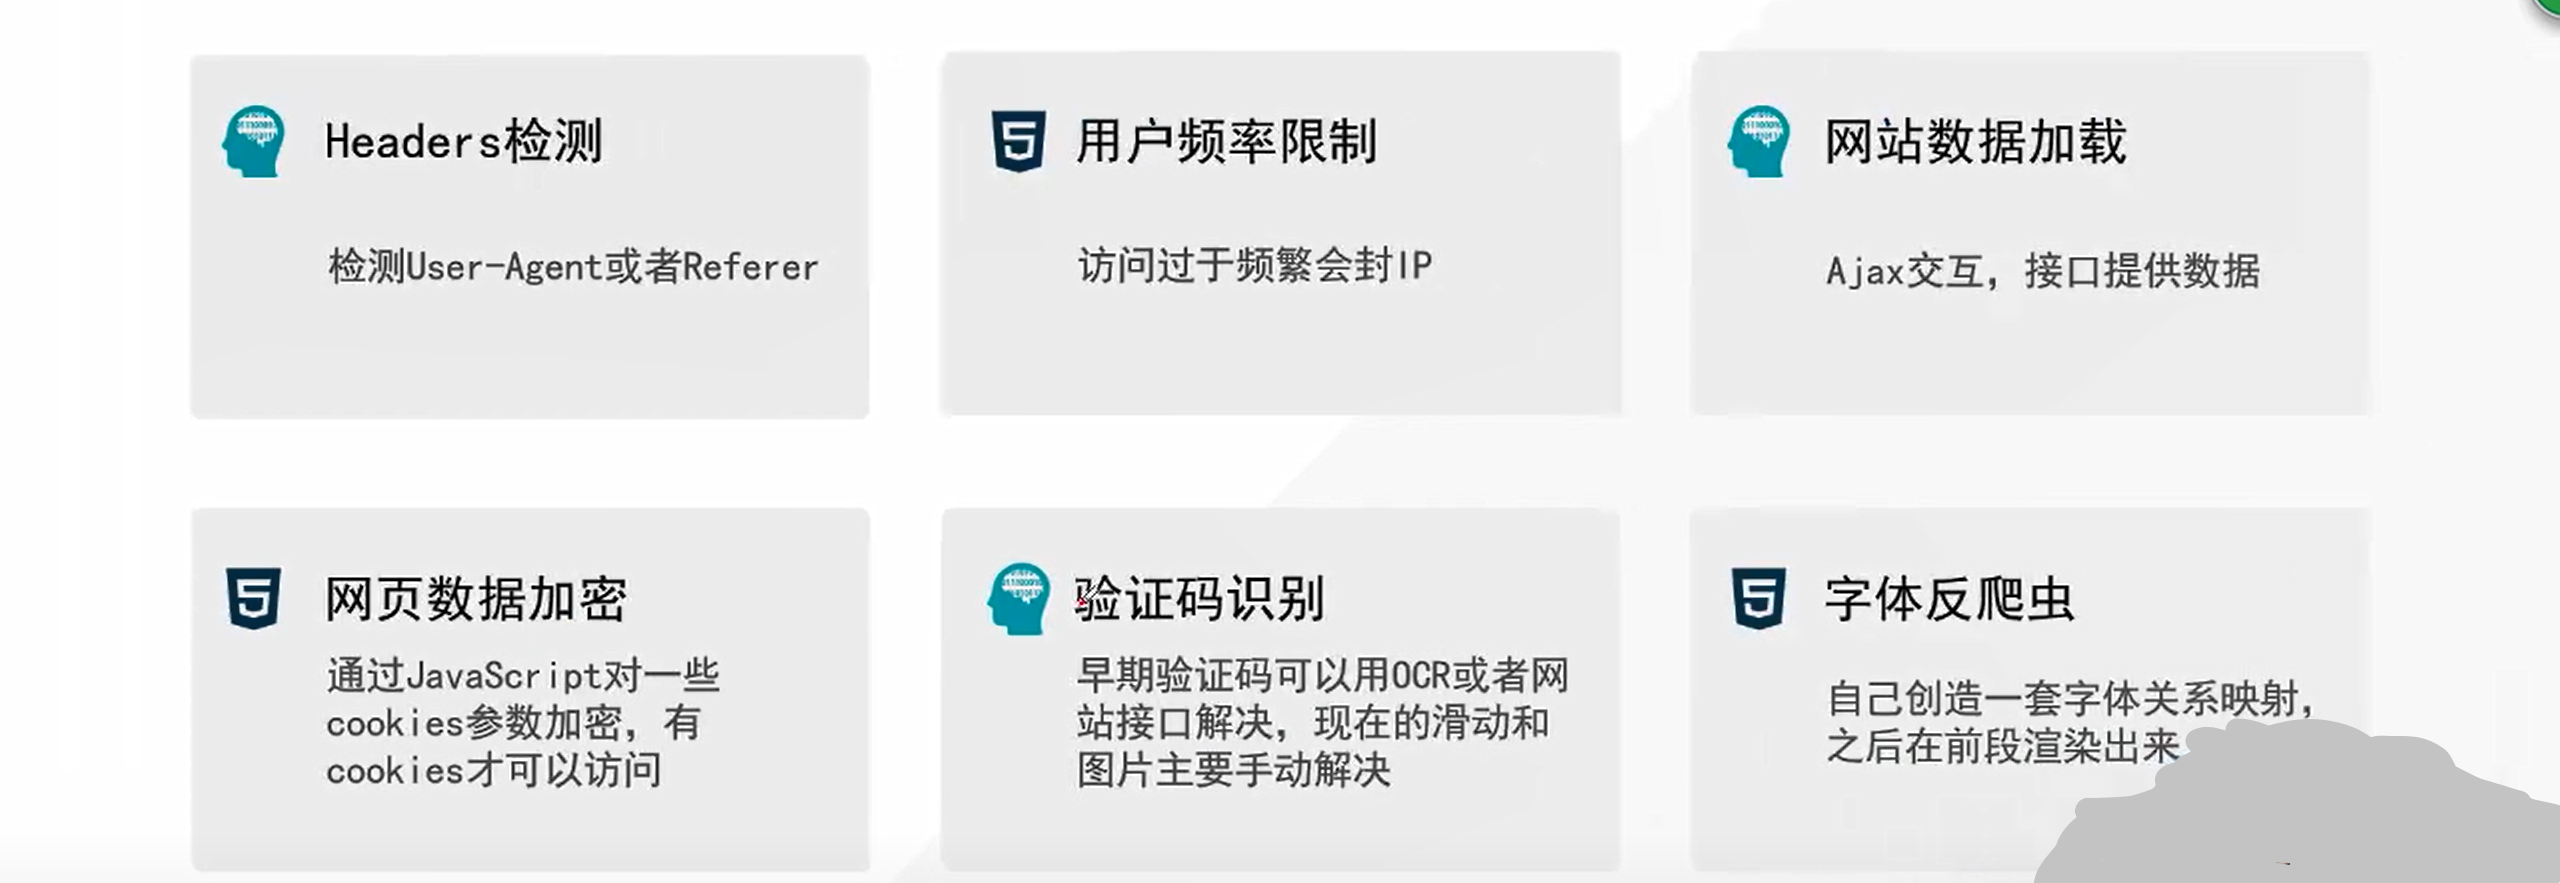 Headers检测
检测User-Agent或者Referer
用户频率限制
访问过于频繁会封IP
网站数据加载
Ajax交互，接口提供数据
网页数据加密
通过JavaScript对一些
cookies参数加密，有
cookies才可以访问
验证码识别
早期验证码可以用OCR或者网
站接口解决，现在的滑动和
图片主要手动解决
字体反爬虫
自己创造一套字体关系映射，
之后在前段渲染出来